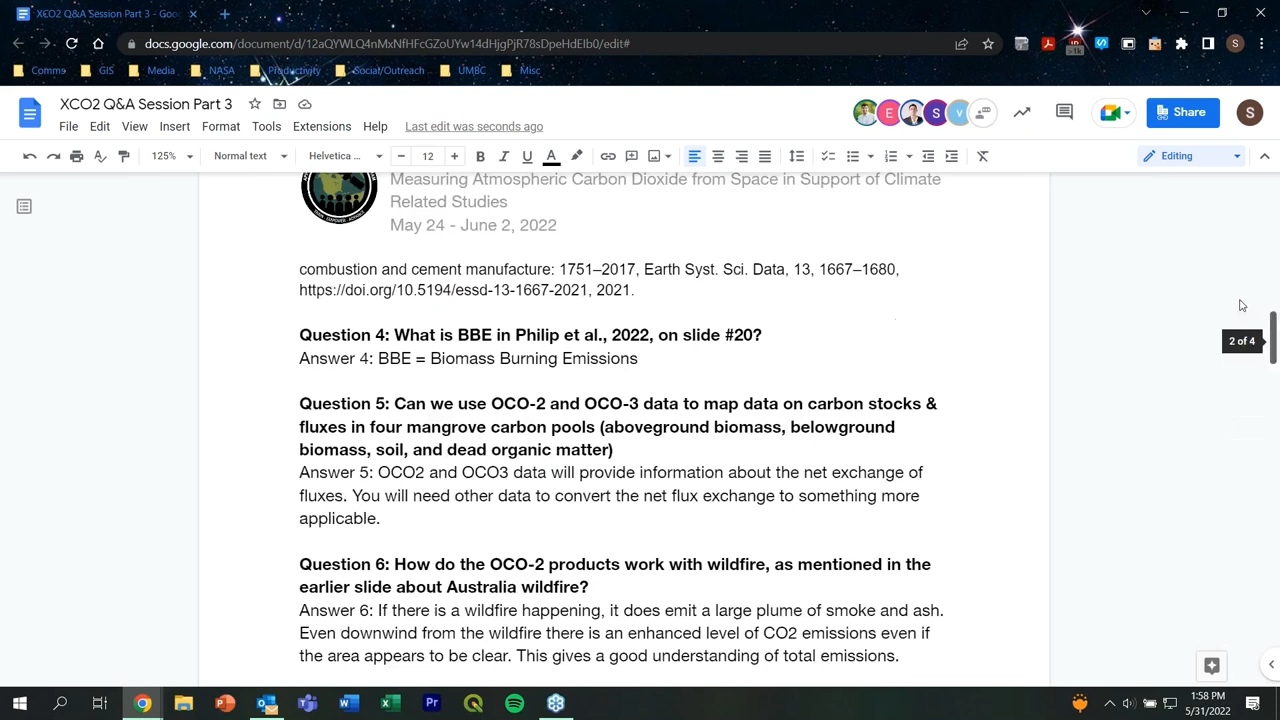 XCO2 Q&A Session Part 3 - Goo
docs.google.com/document/d/12aQYWLQ4nMxNfHFcGZoUYw14dHjgPjR78sDpeHdEIb0/edit#
S
Comms
GIS
Media
NASA
Productivity
Social/Outreach
UMBC
Misc
XCO2 Q&A Session Part 3
E
S
v
Share
S
File Edit View Insert Format Tools Extensions Help Last edit was seconds ago
125% Normal text Helvetica ... 12 B I U A Editing
Measuring Atmospheric Carbon Dioxide from Space in Support of Climate
Related Studies
May 24 - June 2, 2022
combustion and cement manufacture: 1751–2017, Earth Syst. Sci. Data, 13, 1667–1680,
https://doi.org/10.5194/essd-13-1667-2021, 2021.
Question 4: What is BBE in Philip et al., 2022, on slide #20?
Answer 4: BBE = Biomass Burning Emissions
2 of 4
Question 5: Can we use OCO-2 and OCO-3 data to map data on carbon stocks &
fluxes in four mangrove carbon pools (aboveground biomass, belowground
biomass, soil, and dead organic matter)
Answer 5: OCO2 and OCO3 data will provide information about the net exchange of
fluxes. You will need other data to convert the net flux exchange to something more
applicable.
Question 6: How do the OCO-2 products work with wildfire, as mentioned in the
earlier slide about Australia wildfire?
Answer 6: If there is a wildfire happening, it does emit a large plume of smoke and ash.
Even downwind from the wildfire there is an enhanced level of CO2 emissions even if
the area appears to be clear. This gives a good understanding of total emissions.
1:58 PM
5/31/2022